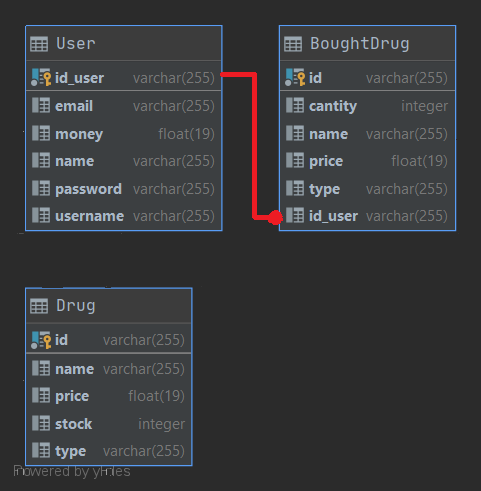 User
id_user varchar(255)
email varchar(255)
money float(19)
name varchar(255)
password varchar(255)
username varchar(255)
BoughtDrug
id varchar(255)
cantity integer
name varchar(255)
price float(19)
type varchar(255)
id_user varchar(255)
Drug
id varchar(255)
name varchar(255)
price float(19)
stock integer
type varchar(255)
Powered by yFiles